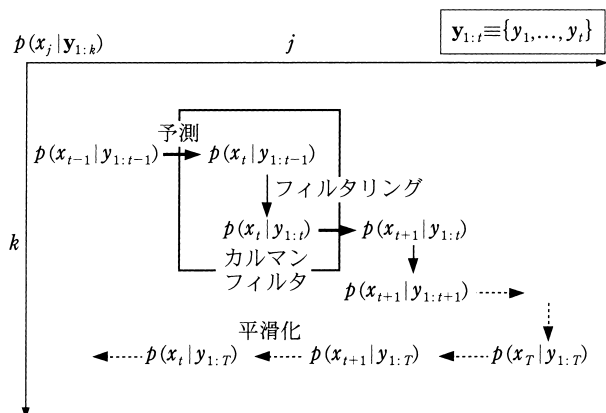 p(x_j|y_{1:k}) j y_{1:t}≡{y_1,…,y_t}
予測
p(x_{t-1}|y_{1:t-1}) p(x_t|y_{1:t-1})
フィルタリング
p(x_t|y_{1:t}) p(x_{t+1}|y_{1:t})
k カルマン
フィルタ p(x_{t+1}|y_{1:t+1})
平滑化
p(x_t|y_{1:T}) p(x_{t+1}|y_{1:T}) p(x_T|y_{1:T})